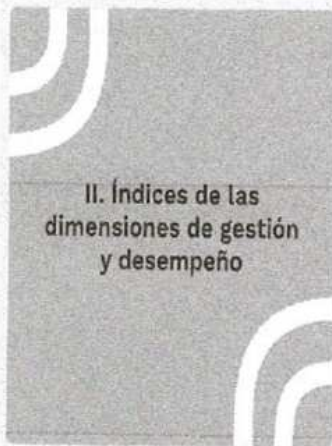 II. Índices de las
dimensiones de gestión
y desempeño